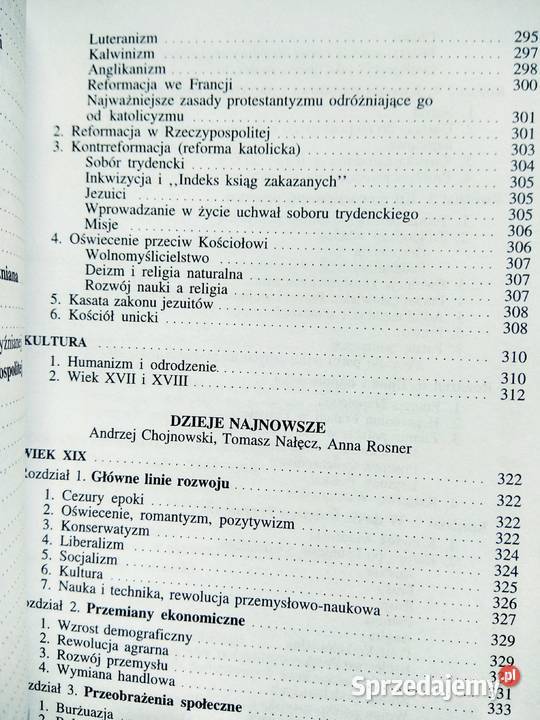 Luteranizm 295
Kalwinizm 297
Anglikanizm 298
Reformacja we Francji 300
Najważniejsze zasady protestantyzmu odróżniające go
od katolicyzmu 301
2. Reformacja w Rzeczypospolitej 301
3. Kontrreformacja (reforma katolicka) 303
Sobór trydencki 304
Inkwizycja i ,,Indeks ksiąg zakazanych" 305
Jezuici 305
Wprowadzanie w życie uchwał soboru trydenckiego 305
Misje 306
4. Oświecenie przeciw Kościołowi 306
Wolnomyślicielstwo 307
Deizm i religia naturalna 307
Rozwój nauki a religia 307
5. Kasata zakonu jezuitów 308
6. Kościół unicki 308
KULTURA 310
1. Humanizm i odrodzenie 310
2. Wiek XVII i XVIII 312
DZIEJE NAJNOWSZE
Andrzej Chojnowski, Tomasz Nałęcz, Anna Rosner
WIEK XIX 322
Rozdział 1. Główne linie rozwoju 322
1. Cezury epoki 322
2. Oświecenie, romantyzm, pozytywizm 322
3. Konserwatyzm 324
4. Liberalizm 324
5. Socjalizm 325
6. Kultura 326
7. Nauki i technika, rewolucja przemysłowo-naukowa 327
Rozdział 2. Przemiany ekonomiczne 329
1. Wzrost demograficzny 329
2. Rewolucja agrarna
3. Rozwój przemysłu
4. Wymiana handlowa
Rozdział 3. Przeobrażenia społeczne 333
1. Burżuazja
Sprzedajemy.pl